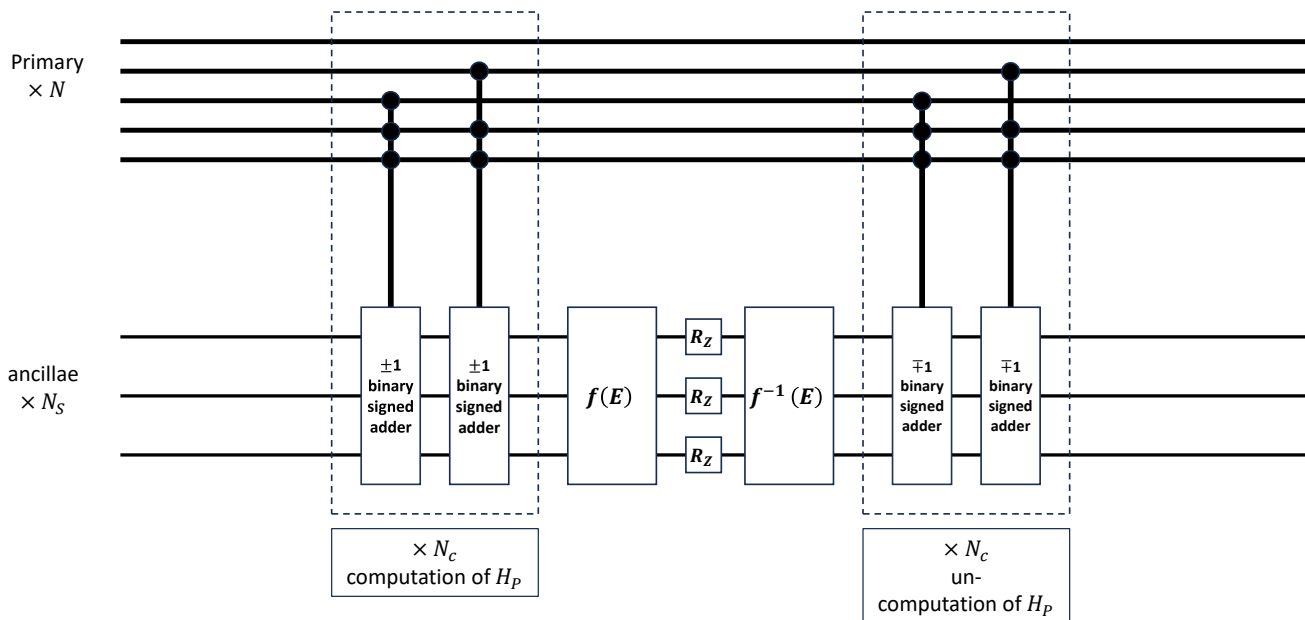 Primary
× N
ancillae
× N_S
±1
binary
signed
adder
±1
binary
signed
adder
f(E)
R_Z
R_Z
R_Z
f⁻¹(E)
∓1
binary
signed
adder
∓1
binary
signed
adder
× N_c
computation of H_P
× N_c
un-
computation of H_P